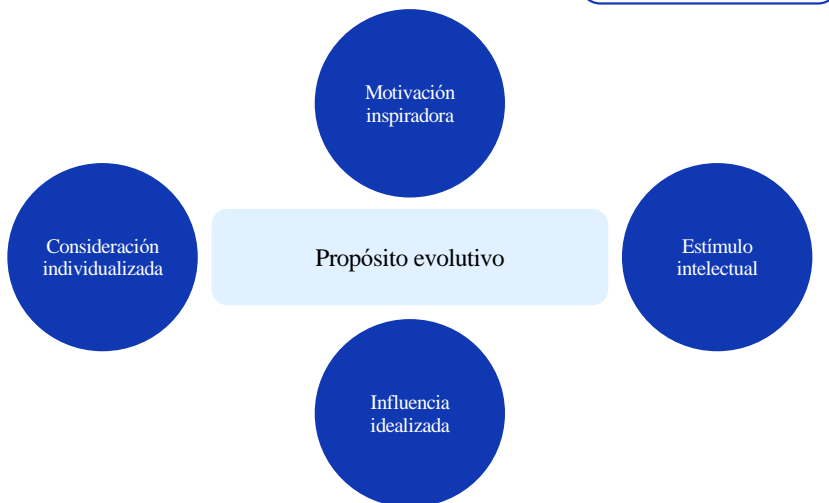 Motivación
inspiradora
Consideración
individualizada
Propósito evolutivo
Estímulo
intelectual
Influencia
idealizada